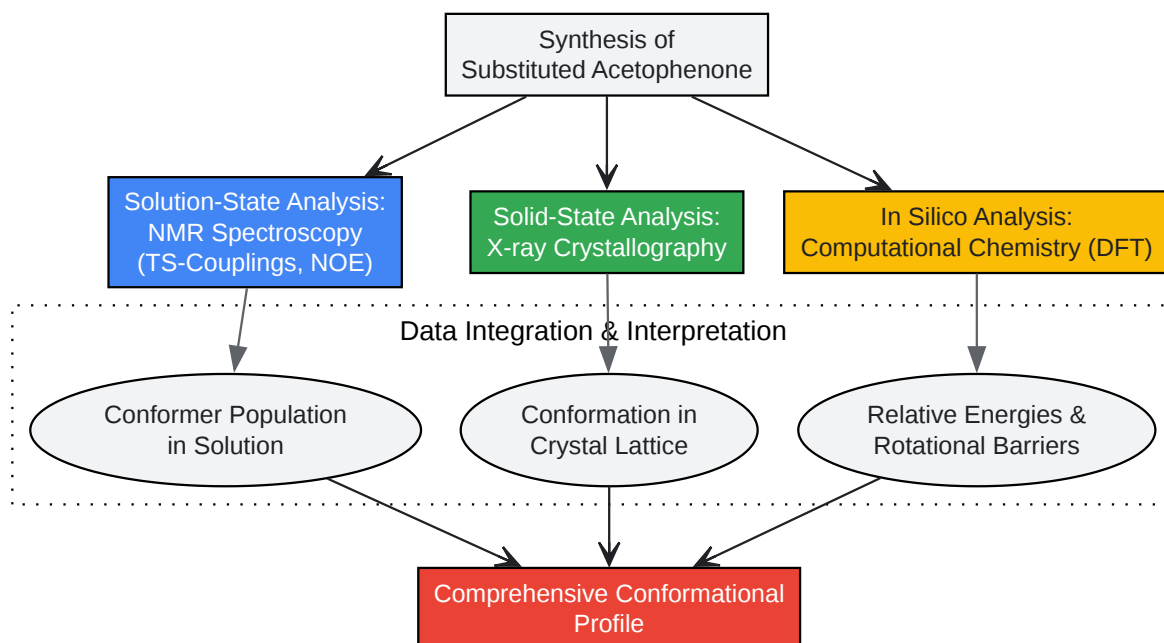 Synthesis of
Substituted Acetophenone
Solution-State Analysis:
NMR Spectroscopy
(TS-Couplings, NOE)
Solid-State Analysis:
X-ray Crystallography
In Silico Analysis:
Computational Chemistry (DFT)
Data Integration & Interpretation
Conformer Population
in Solution
Conformation in
Crystal Lattice
Relative Energies &
Rotational Barriers
Comprehensive Conformational
Profile